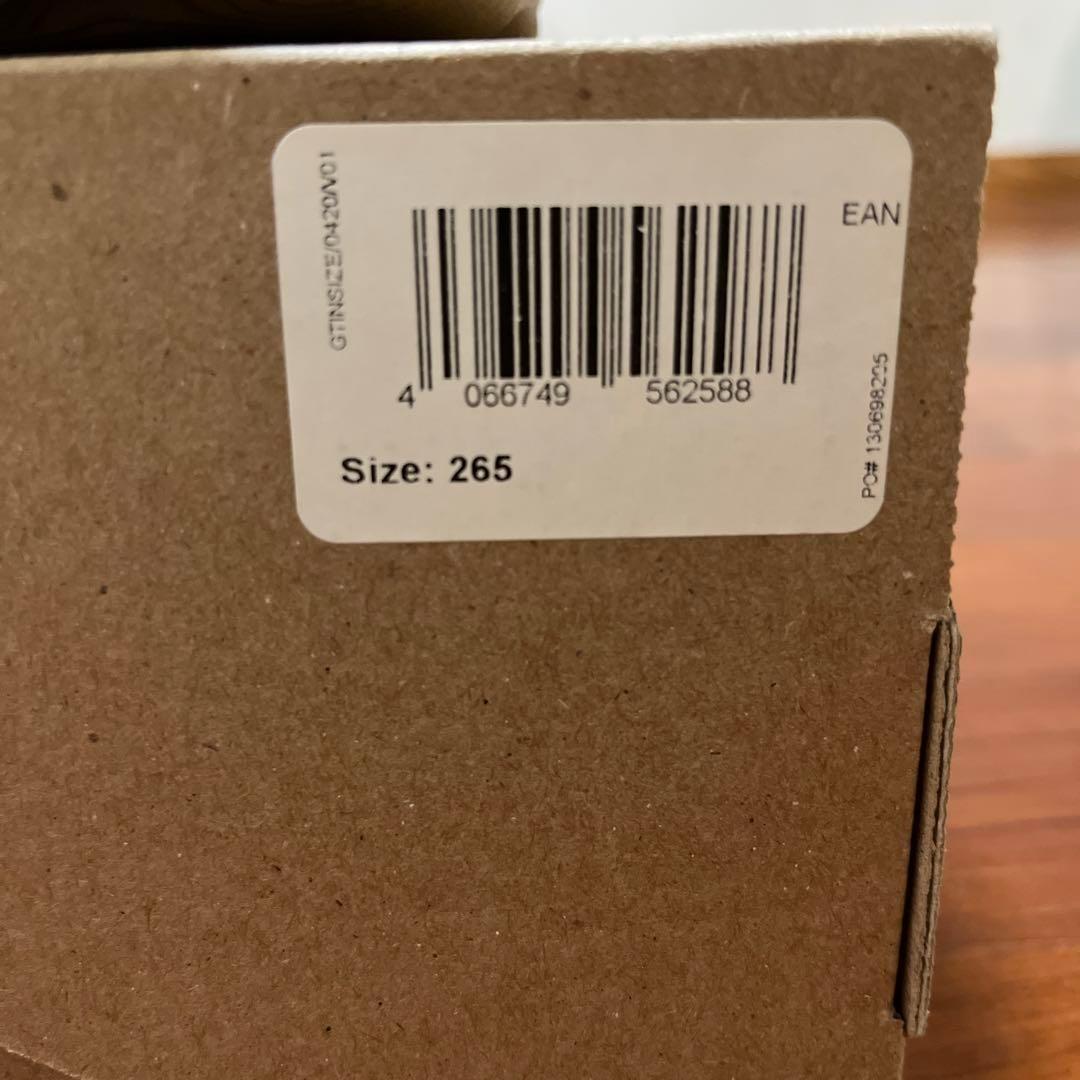 GTINSIZE/0420/V01
EAN
4 066749 562588
Size: 265
PO# 130698205